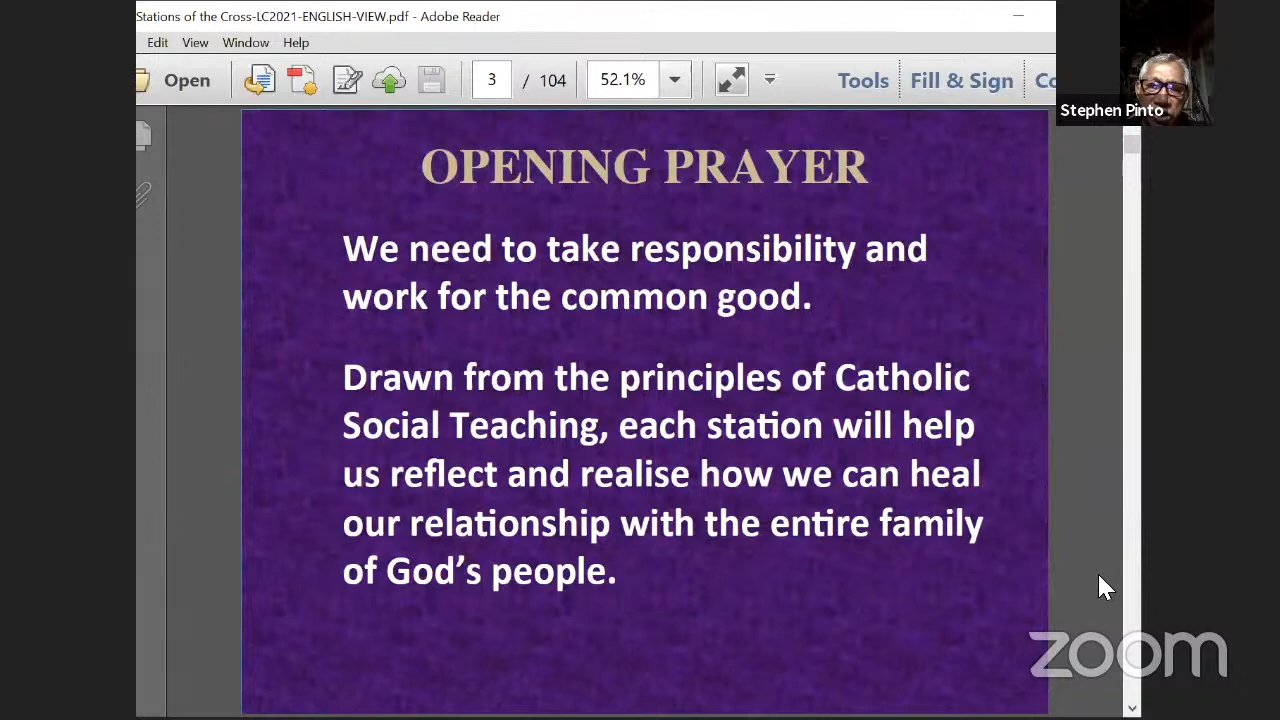 Stations of the Cross-LC2021-ENGLISH-VIEW.pdf - Adobe Reader
Edit View Window Help
Open 3 / 104 52.1% Tools Fill & Sign Co
Stephen Pinto
OPENING PRAYER
We need to take responsibility and
work for the common good.
Drawn from the principles of Catholic
Social Teaching, each station will help
us reflect and realise how we can heal
our relationship with the entire family
of God’s people.
zoom